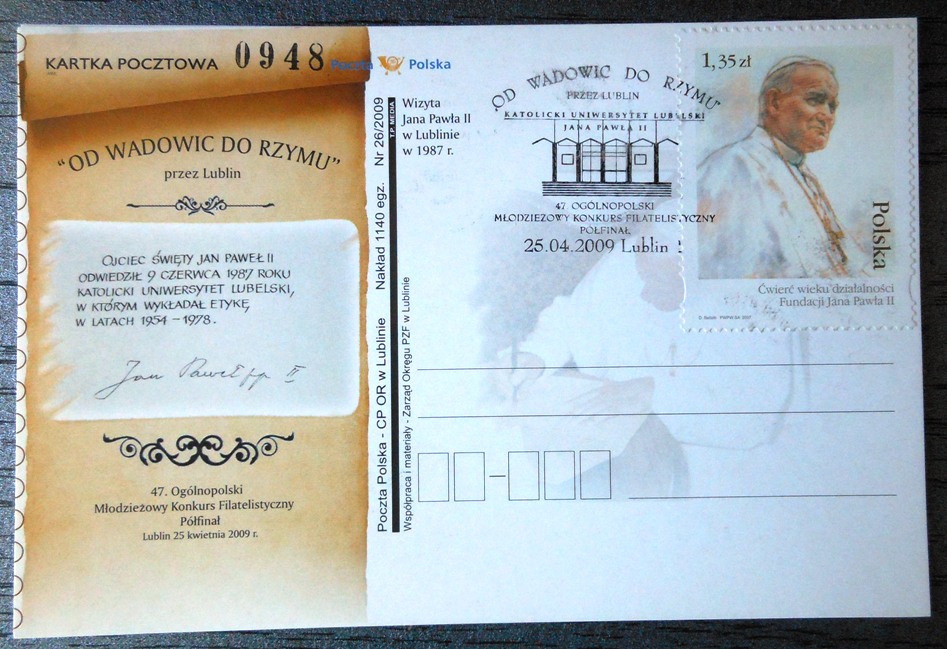 KARTKA POCZTOWA 0948
Poczta Polska
"OD WADOWIC DO RZYMU"
przez Lublin
OJCIEC ŚWIĘTY JAN PAWEŁ II
ODWIEDZIŁ 9 CZERWCA 1987 ROKU
KATOLICKI UNIWERSYTET LUBELSKI,
W KTÓRYM WYKŁADAŁ ETYKĘ
W LATACH 1954 – 1978.
Jan Paweł pp II
47. Ogólnopolski
Młodzieżowy Konkurs Filatelistyczny
Półfinał
Lublin 25 kwietnia 2009 r.
Poczta Polska - CP OR w Lublinie Nakład 1140 egz. Nr 26/2009
T.P. MEDIA
Współpraca i materiały - Zarząd Okręgu PZF w Lublinie
Wizyta
Jana Pawła II
w Lublinie
w 1987 r.
OD WADOWIC DO RZYMU
PRZEZ LUBLIN
KATOLICKI UNIWERSYTET LUBELSKI
JANA PAWŁA II
47. OGÓLNOPOLSKI
MŁODZIEŻOWY KONKURS FILATELISTYCZNY
PÓŁFINAŁ
25.04.2009 Lublin 1
1,35 zł
Polska
Ćwierć wieku działalności
Fundacji Jana Pawła II